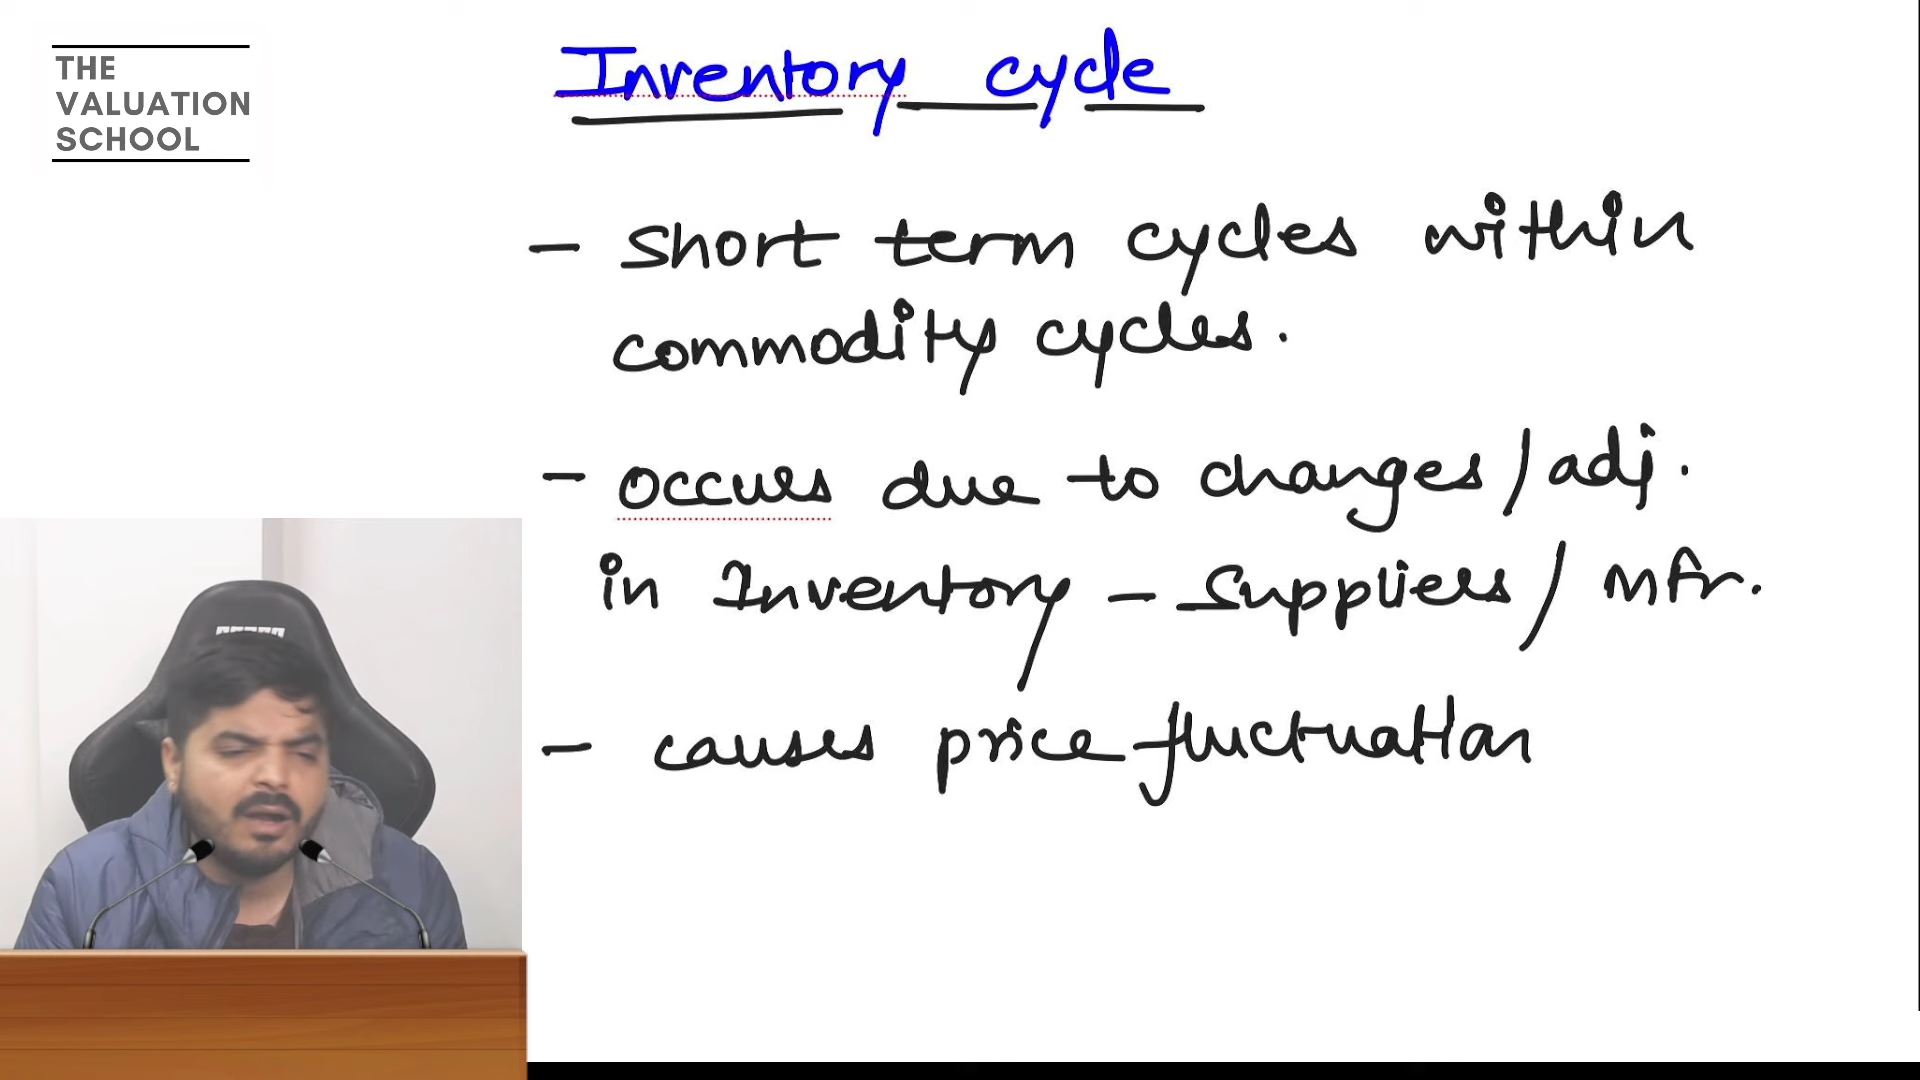 THE
VALUATION
SCHOOL
Inventory cycle
- Short term cycles within
commodity cycles.
- occurs due to changes / adj.
in Inventory - Suppliers / Mfr.
- causes price fluctuation